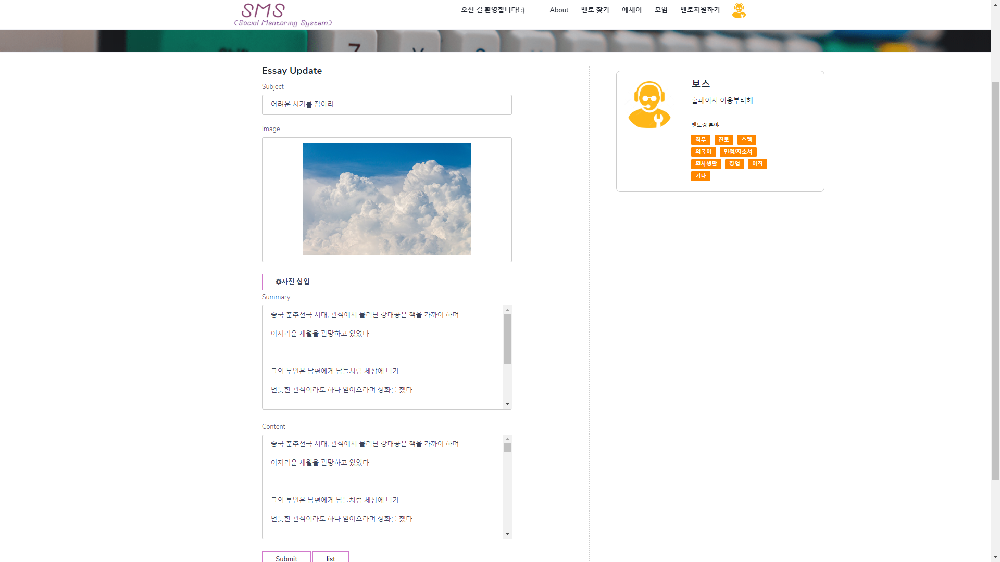 SMS
(Social Mentoring System)
오신 걸 환영합니다! :)
About
멘토 찾기
에세이
모임
멘토지원하기
Z
Essay Update
Subject
어려운 시기를 참아라
Image
사진 삽입
Summary
중국 춘추전국 시대, 관직에서 물러난 강태공은 책을 가까이 하며
어지러운 세월을 관망하고 있었다.
그의 부인은 남편에게 남들처럼 세상에 나가
번듯한 관직이라도 하나 얻어오라며 성화를 했다.
Content
중국 춘추전국 시대, 관직에서 물러난 강태공은 책을 가까이 하며
어지러운 세월을 관망하고 있었다.
그의 부인은 남편에게 남들처럼 세상에 나가
번듯한 관직이라도 하나 얻어오라며 성화를 했다.
Submit
list
보스
홈페이지 이용부터해
맨토링 분야
직무 진로 스펙
외국어 면접/자소서
회사생활 창업 이직
기타